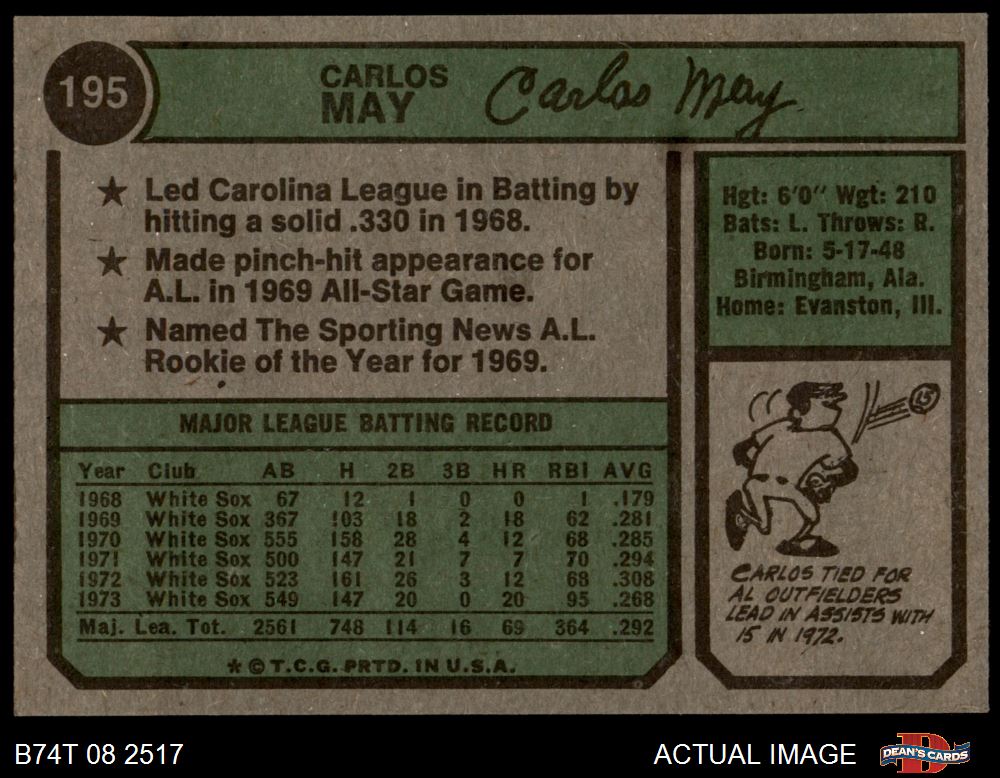 195
CARLOS
MAY
Carlos May
★ Led Carolina League in Batting by
hitting a solid .330 in 1968.
★ Made pinch-hit appearance for
A.L. in 1969 All-Star Game.
★ Named The Sporting News A.L.
Rookie of the Year for 1969.
Hgt: 6'0" Wgt: 210
Bats: L. Throws: R.
Born: 5-17-48
Birmingham, Ala.
Home: Evanston, Ill.
MAJOR LEAGUE BATTING RECORD
Year Club AB H 2B 3B HR RBI AVG
1968 White Sox 67 12 1 0 0 1 .179
1969 White Sox 367 103 18 2 18 62 .281
1970 White Sox 555 158 28 4 12 68 .285
1971 White Sox 500 147 21 7 7 70 .294
1972 White Sox 523 161 26 3 12 68 .308
1973 White Sox 549 147 20 0 20 95 .268
Maj. Lea. Tot. 2561 748 114 16 69 364 .292
* © T.C.G. PRTD. IN U.S.A.
15
CARLOS TIED FOR
AL OUTFIELDERS
LEAD IN ASSISTS WITH
15 IN 1972.
B74T 08 2517
ACTUAL IMAGE
D
DEAN'S CARDS